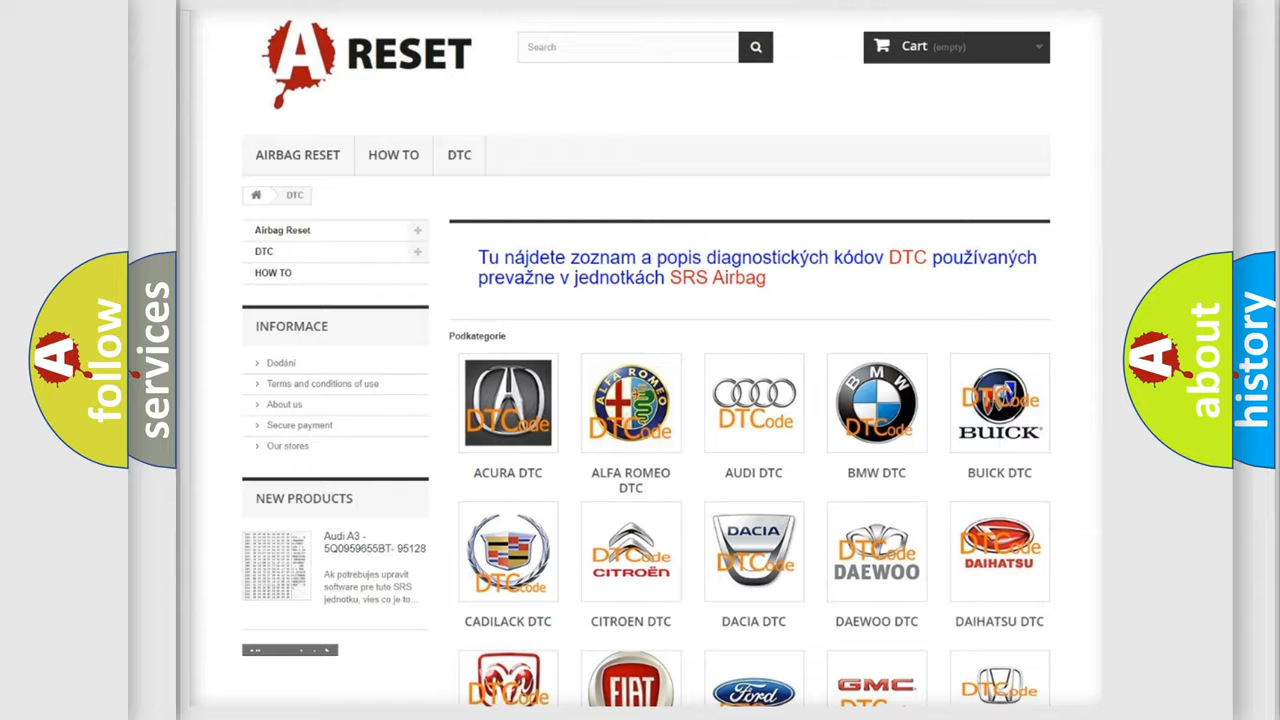 A RESET
Search
Cart (empty)
AIRBAG RESET
HOW TO
DTC
DTC
Airbag Reset
DTC
HOW TO
INFORMACE
Dodání
Terms and conditions of use
About us
Secure payment
Our stores
NEW PRODUCTS
Audi A3 -
5Q0959655BT- 95128
Ak potrebujes upravit
software pre tuto SRS
jednotku, vies co je to...
Tu nájdete zoznam a popis diagnostických kódov DTC používaných
prevažne v jednotkách SRS Airbag
Podkategorie
DTCode
ALFA ROMEO
DTCode
DTCode
BMW
DTCode
DTCode
BUICK
ACURA DTC
ALFA ROMEO
DTC
AUDI DTC
BMW DTC
BUICK DTC
DTCode
DTCode
CITROËN
DACIA
DTCode
DTCode
DAEWOO
DTCode
DAIHATSU
CADILACK DTC
CITROEN DTC
DACIA DTC
DAEWOO DTC
DAIHATSU DTC
DTCode
FIAT
Ford
GMC
DTCode
A follow
services
A about
history